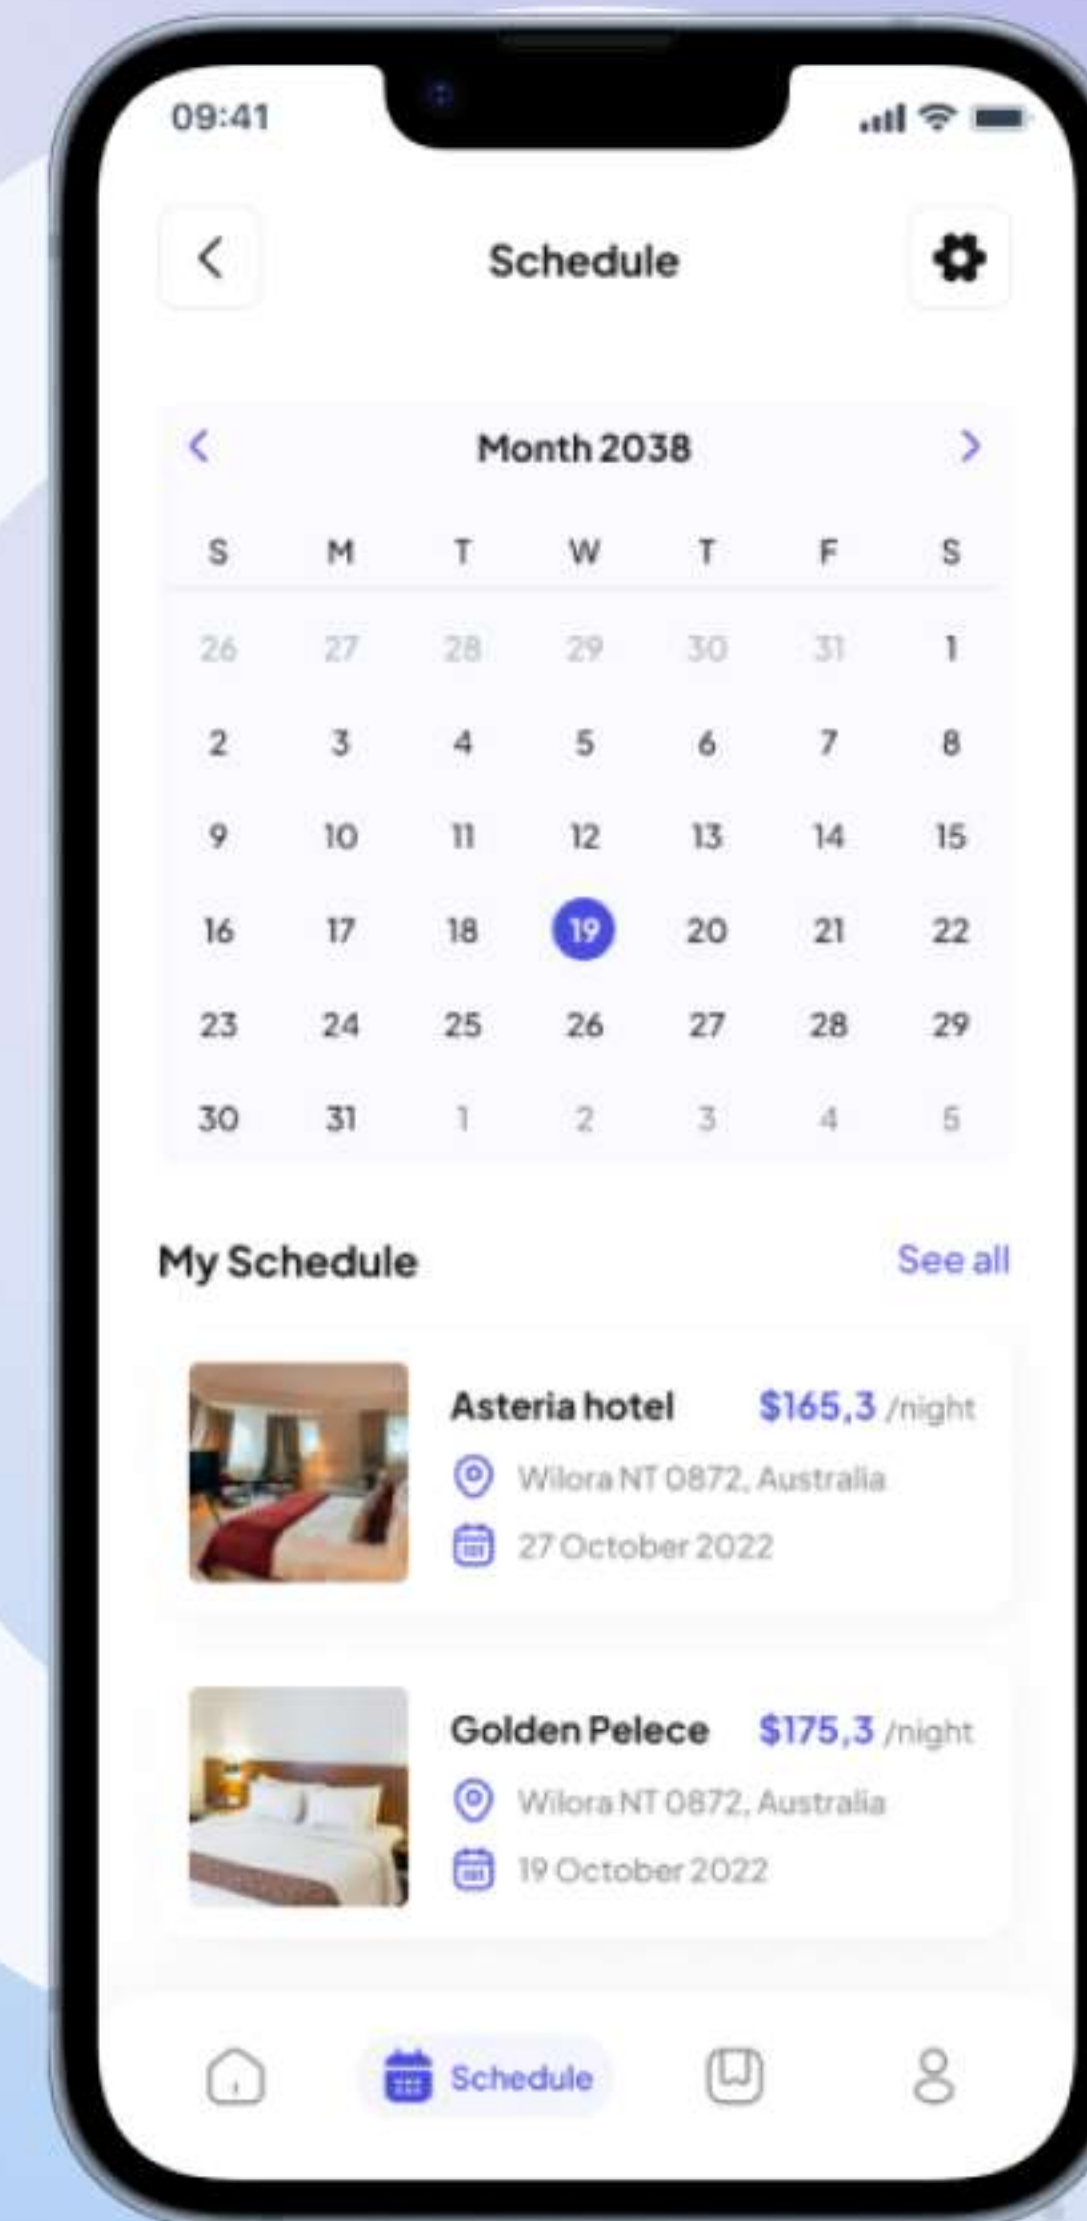 09:41
Schedule
Month 2038
S M T W T F S
26 27 28 29 30 31 1
2 3 4 5 6 7 8
9 10 11 12 13 14 15
16 17 18 19 20 21 22
23 24 25 26 27 28 29
30 31 1 2 3 4 5
My Schedule See all
Asteria hotel $165,3 /night
Wilora NT 0872, Australia
27 October 2022
Golden Pelece $175,3 /night
Wilora NT 0872, Australia
19 October 2022
Schedule